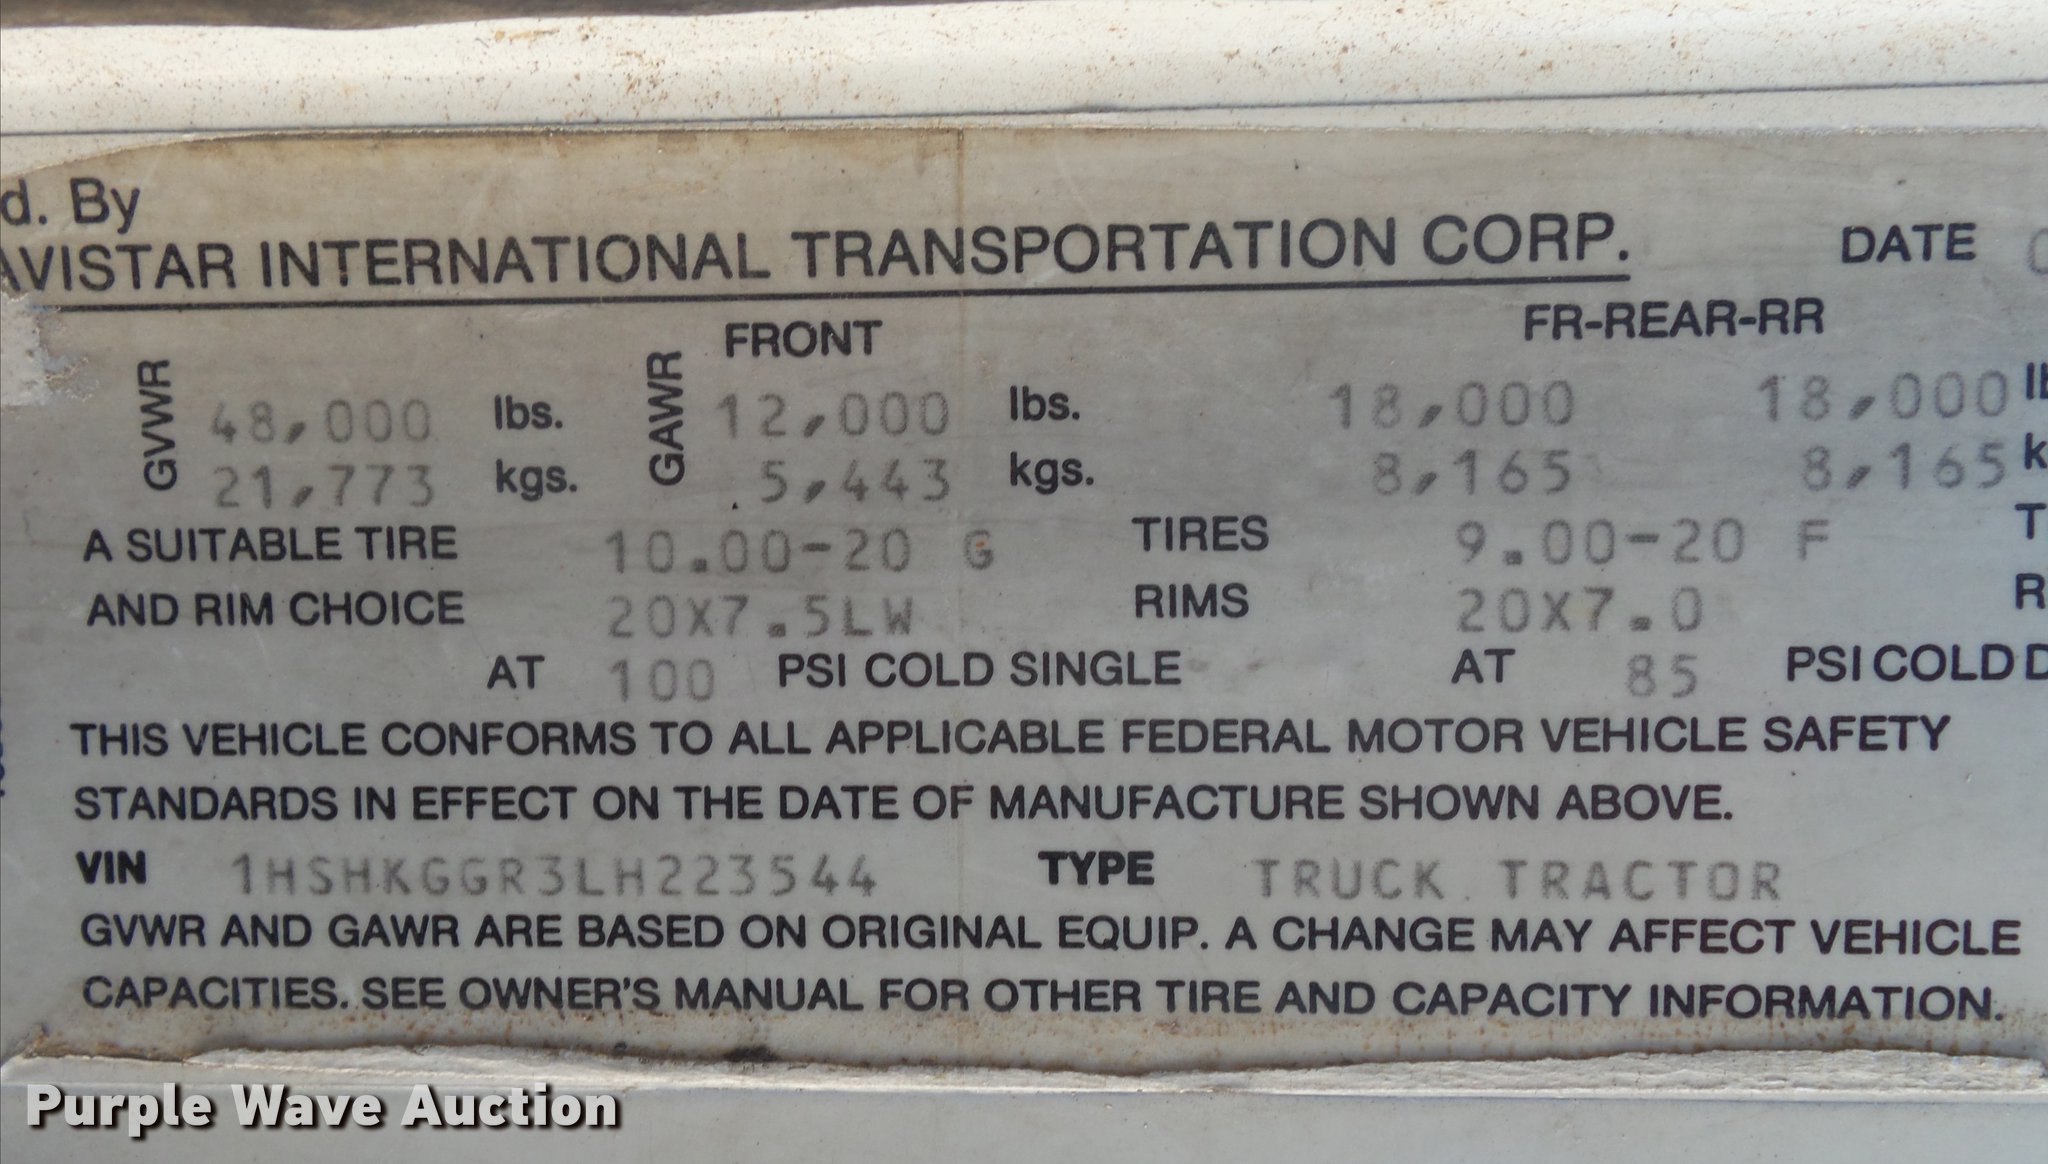 d. By
AVISTAR INTERNATIONAL TRANSPORTATION CORP. DATE
FRONT FR-REAR-RR
GVWR 48,000 lbs. GAWR 12,000 lbs. 18,000 18,000 lb
21,773 kgs. 5,443 kgs. 8,165 8,165 k
A SUITABLE TIRE 10.00-20 G TIRES 9.00-20 F T
AND RIM CHOICE 20X7.5LW RIMS 20X7.0 R
AT 100 PSI COLD SINGLE AT 85 PSI COLD D
THIS VEHICLE CONFORMS TO ALL APPLICABLE FEDERAL MOTOR VEHICLE SAFETY
STANDARDS IN EFFECT ON THE DATE OF MANUFACTURE SHOWN ABOVE.
VIN 1HSHKGGR3LH223544 TYPE TRUCK TRACTOR
GVWR AND GAWR ARE BASED ON ORIGINAL EQUIP. A CHANGE MAY AFFECT VEHICLE
CAPACITIES. SEE OWNER'S MANUAL FOR OTHER TIRE AND CAPACITY INFORMATION.
Purple Wave Auction